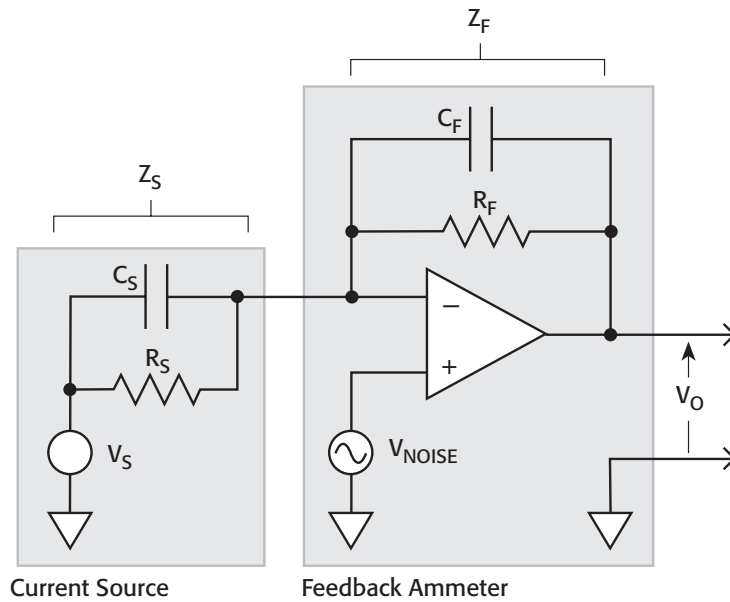 Z_F
C_F
Z_S
R_F
C_S
−
R_S
+
V_O
V_S
V_NOISE
Current Source
Feedback Ammeter